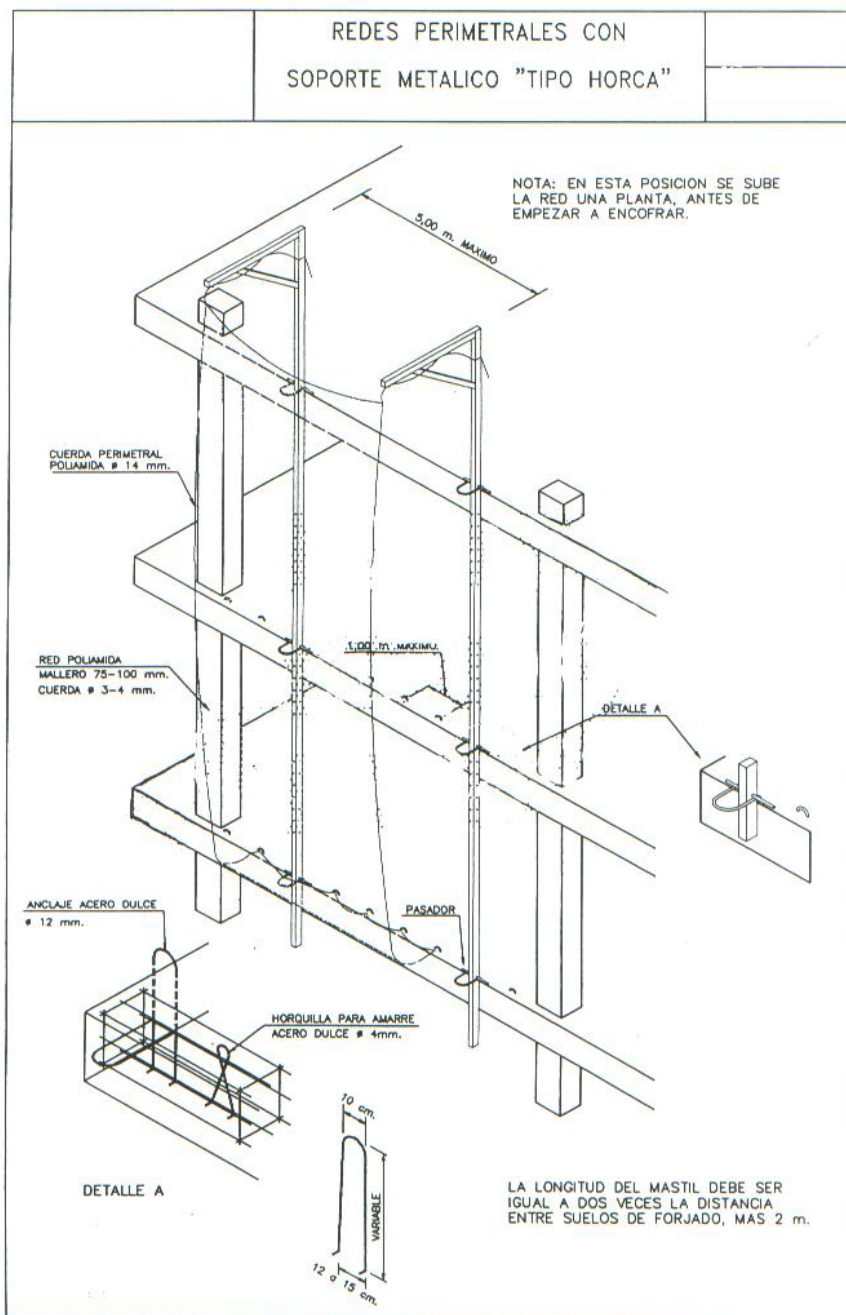 REDES PERIMETRALES CON
SOPORTE METALICO "TIPO HORCA"
NOTA: EN ESTA POSICION SE SUBE
LA RED UNA PLANTA, ANTES DE
EMPEZAR A ENCOFRAR.
5,00 m. MAXIMO
CUERDA PERIMETRAL
POLIAMIDA ø 14 mm.
1,00 m. MAXIMO
RED POLIAMIDA
MALLERO 75-100 mm.
CUERDA ø 3-4 mm.
DETALLE A
ANCLAJE ACERO DULCE
ø 12 mm.
PASADOR
HORQUILLA PARA AMARRE
ACERO DULCE ø 4mm.
10 cm.
VARIABLE
12 a 15 cm.
DETALLE A
LA LONGITUD DEL MASTIL DEBE SER
IGUAL A DOS VECES LA DISTANCIA
ENTRE SUELOS DE FORJADO, MAS 2 m.